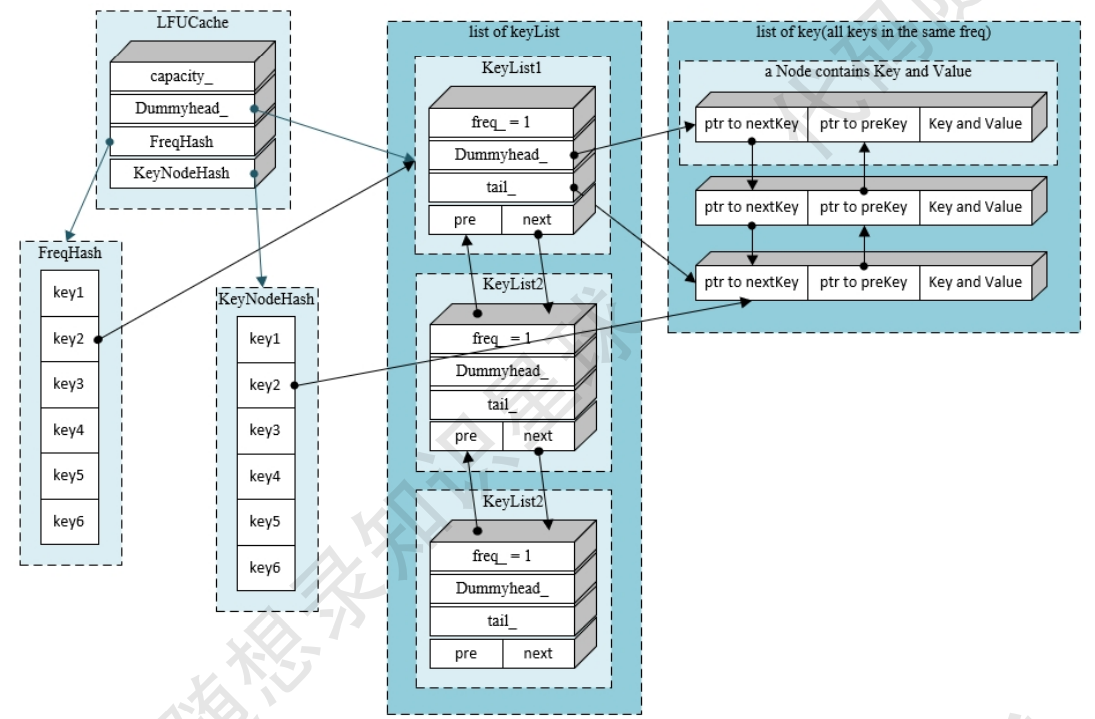 LFUCache
capacity_
Dummyhead_
FreqHash
KeyNodeHash
FreqHash
key1
key2
key3
key4
key5
key6
KeyNodeHash
key1
key2
key3
key4
key5
key6
list of keyList
KeyList1
freq_ = 1
Dummyhead_
tail_
pre next
KeyList2
freq_ = 1
Dummyhead_
tail_
pre next
KeyList2
freq_ = 1
Dummyhead_
tail_
pre next
list of key(all keys in the same freq)
a Node contains Key and Value
ptr to nextKey ptr to preKey Key and Value
ptr to nextKey ptr to preKey Key and Value
ptr to nextKey ptr to preKey Key and Value
随想录知识星球
代码随